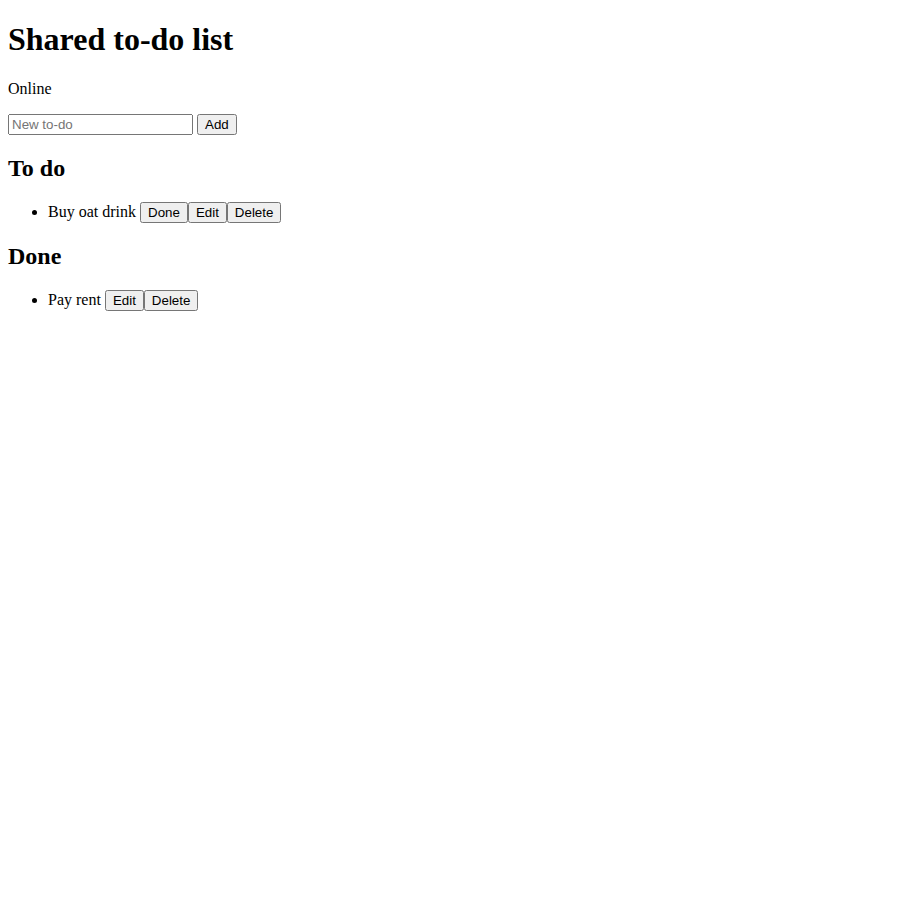 Shared to-do list
Online
New to-do Add
To do
Buy oat drink Done Edit Delete
Done
Pay rent Edit Delete